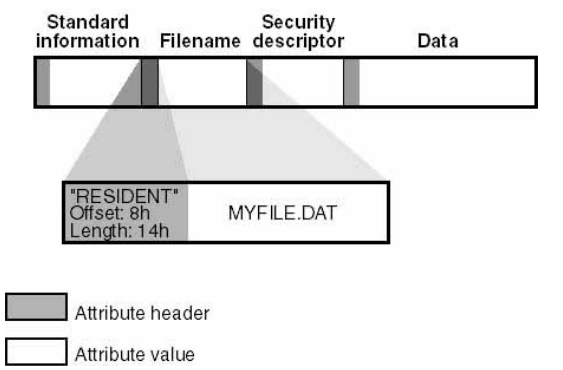 Standard information Filename Security descriptor Data
"RESIDENT"
Offset: 8h
Length: 14h
MYFILE.DAT
Attribute header
Attribute value